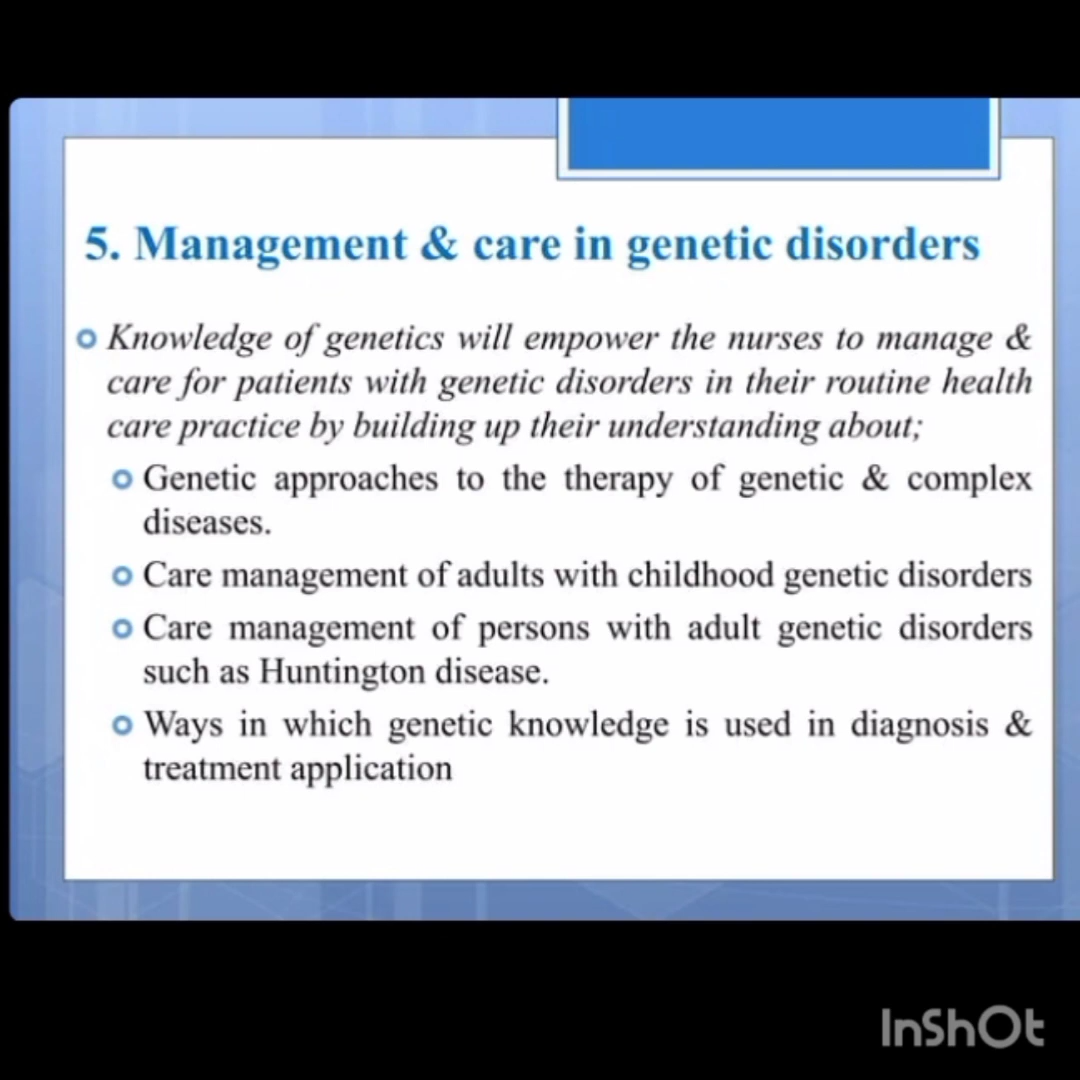 5. Management & care in genetic disorders
Knowledge of genetics will empower the nurses to manage &
care for patients with genetic disorders in their routine health
care practice by building up their understanding about;
Genetic approaches to the therapy of genetic & complex
diseases.
Care management of adults with childhood genetic disorders
Care management of persons with adult genetic disorders
such as Huntington disease.
Ways in which genetic knowledge is used in diagnosis &
treatment application
InShOt